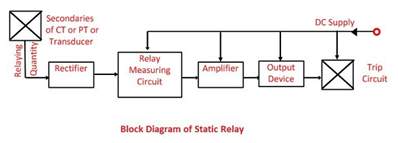 Secondaries
of CT or PT or
Transducer
DC Supply
Relaying
Quantity
Rectifier
Relay
Measuring
Circuit
Amplifier
Output
Device
Trip
Circuit
Block Diagram of Static Relay